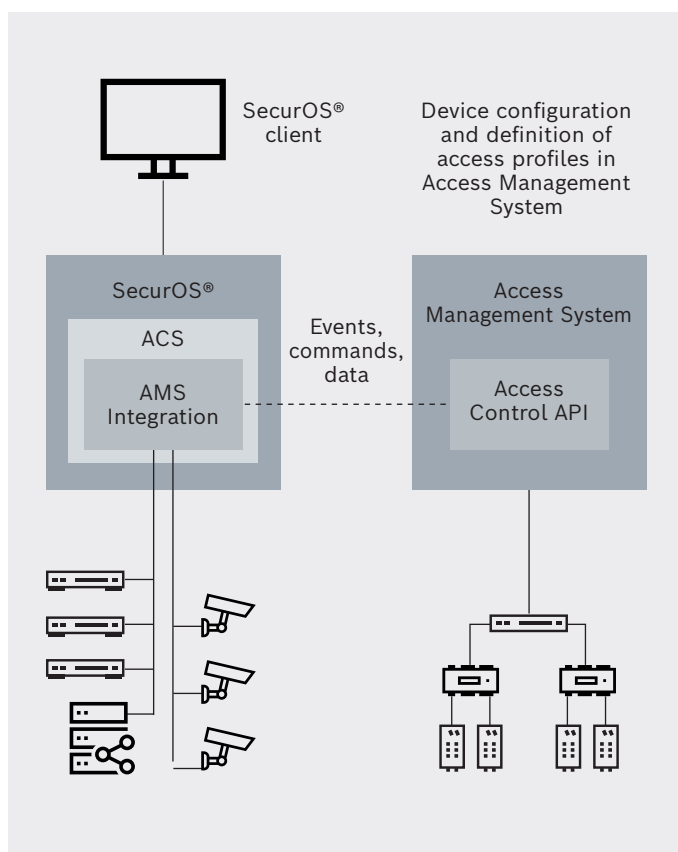 SecurOS®
client
Device configuration
and definition of
access profiles in
Access Management
System
SecurOS®
ACS
AMS
Integration
Events,
commands,
data
Access
Management System
Access
Control API